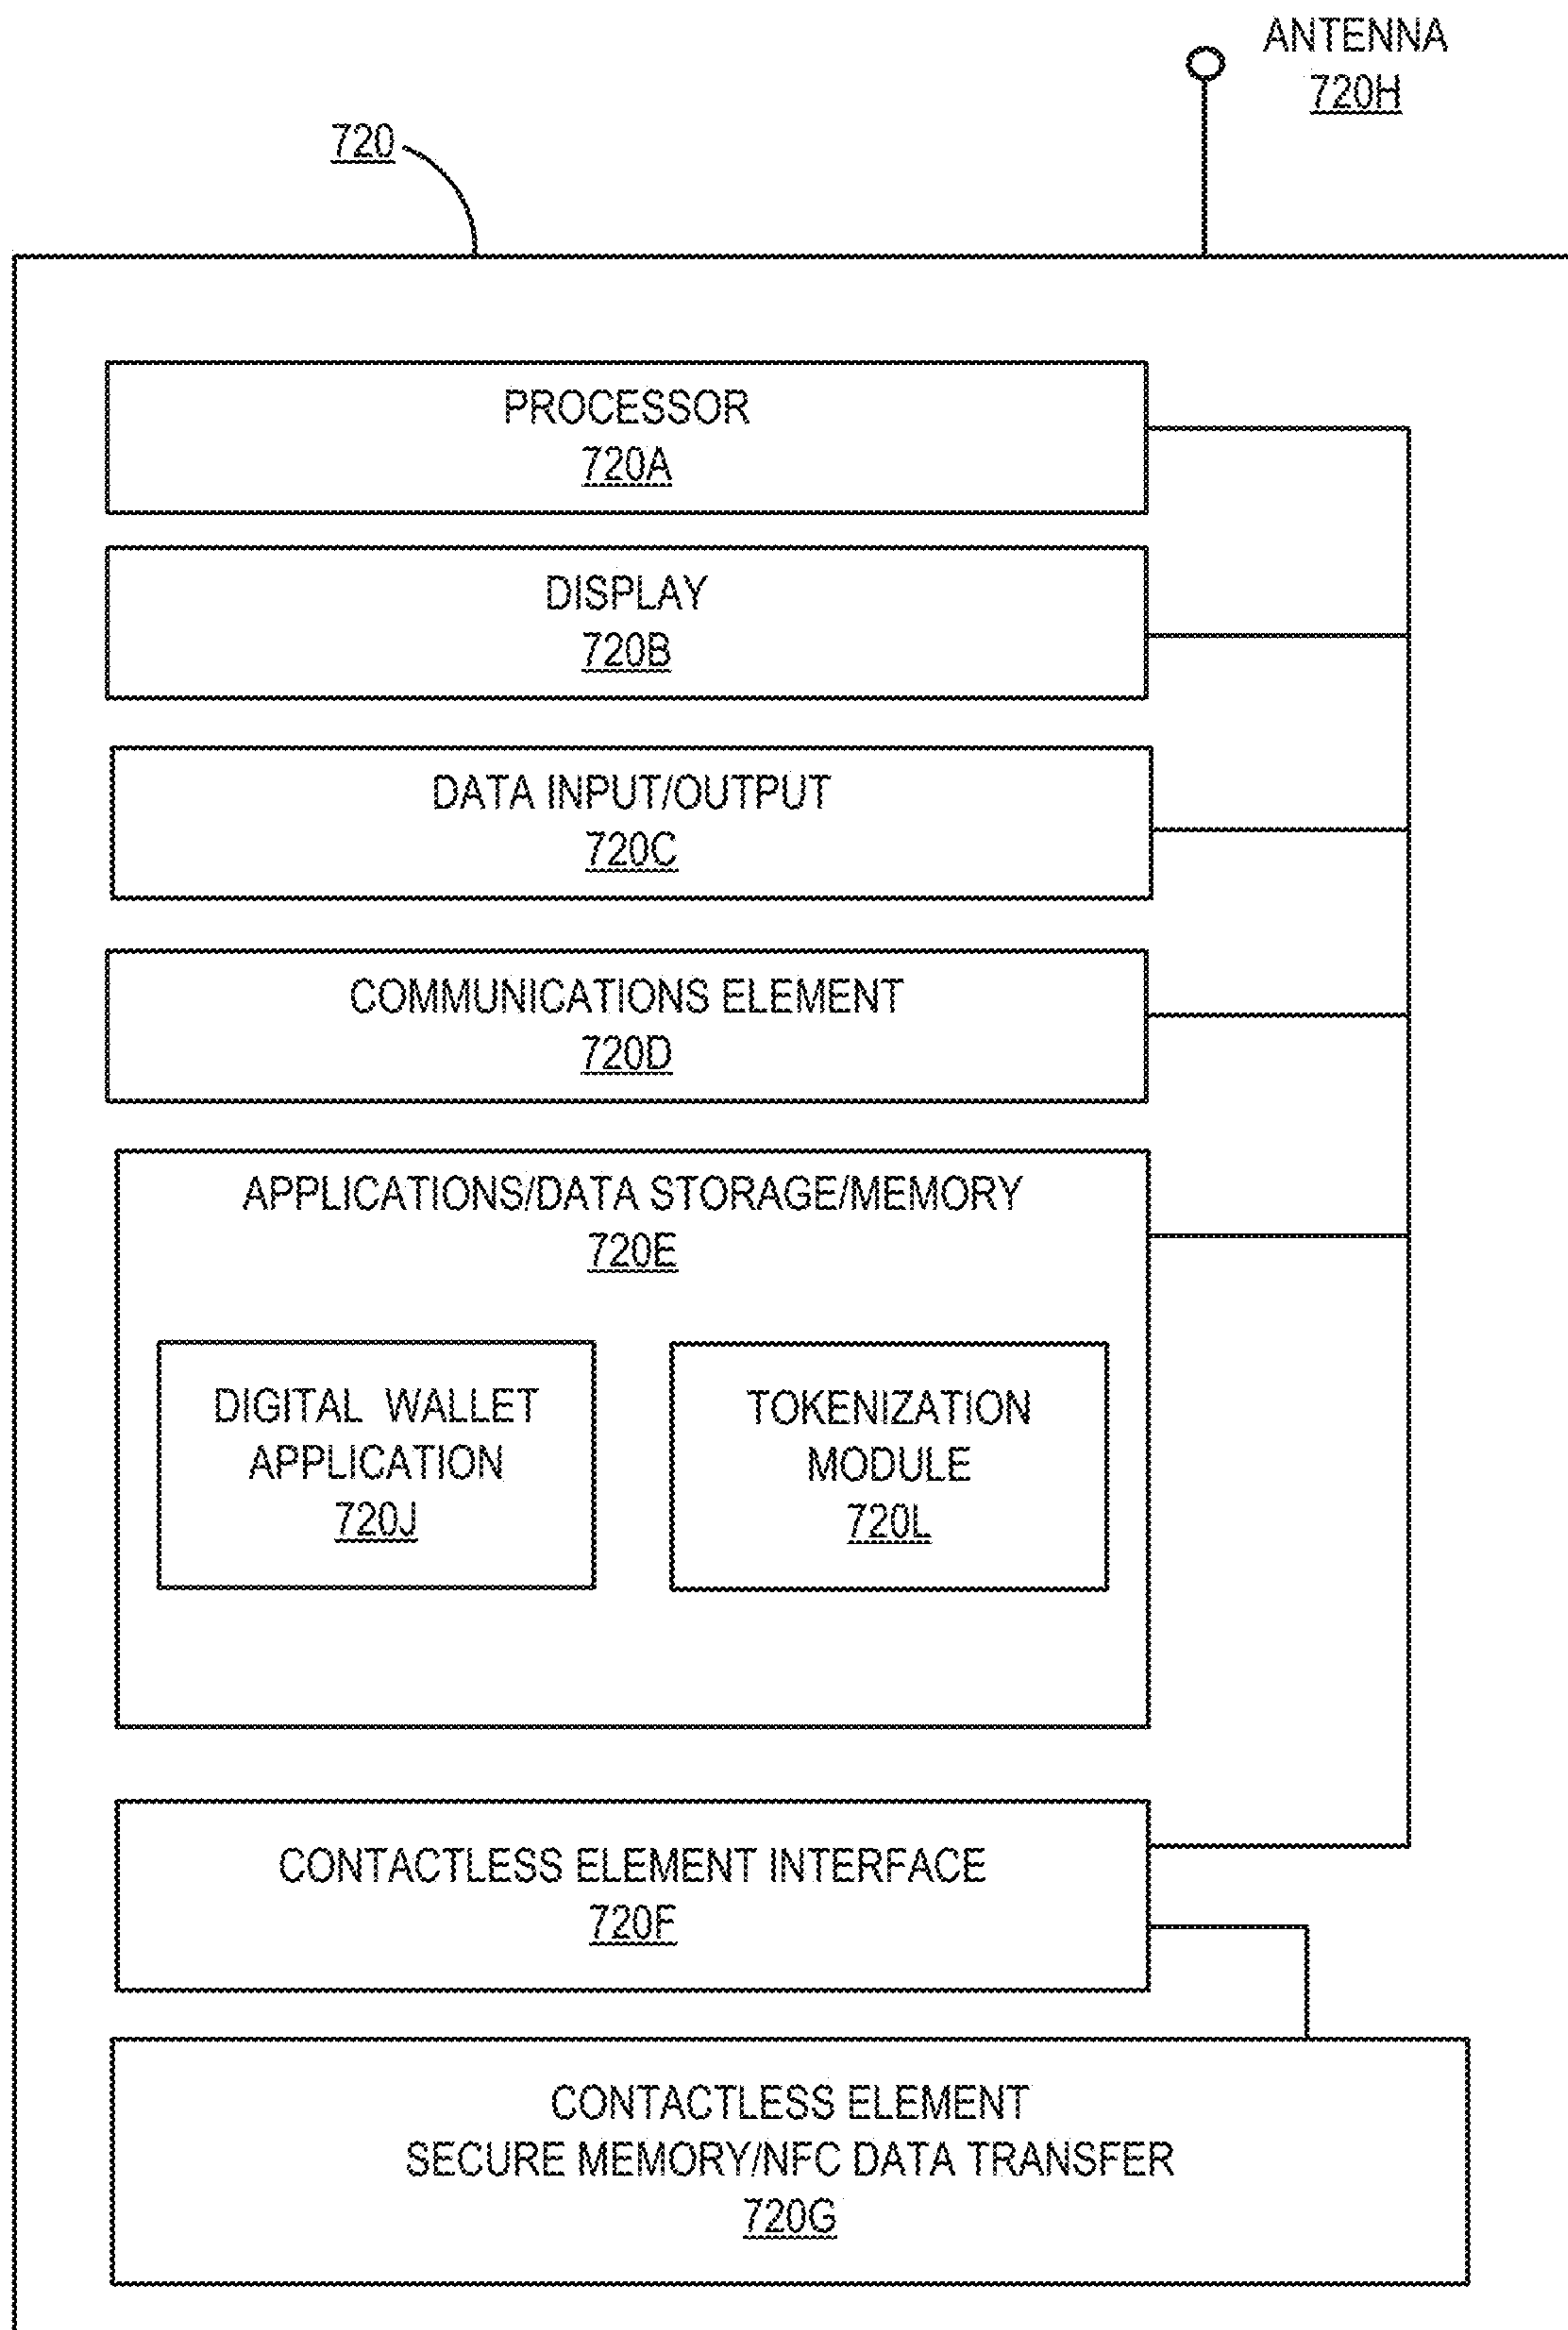 ANTENNA
720H
720
PROCESSOR
720A
DISPLAY
720B
DATA INPUT/OUTPUT
720C
COMMUNICATIONS ELEMENT
720D
APPLICATIONS/DATA STORAGE/MEMORY
720E
DIGITAL WALLET
APPLICATION
720J
TOKENIZATION
MODULE
720L
CONTACTLESS ELEMENT INTERFACE
720F
CONTACTLESS ELEMENT
SECURE MEMORY/NFC DATA TRANSFER
720G